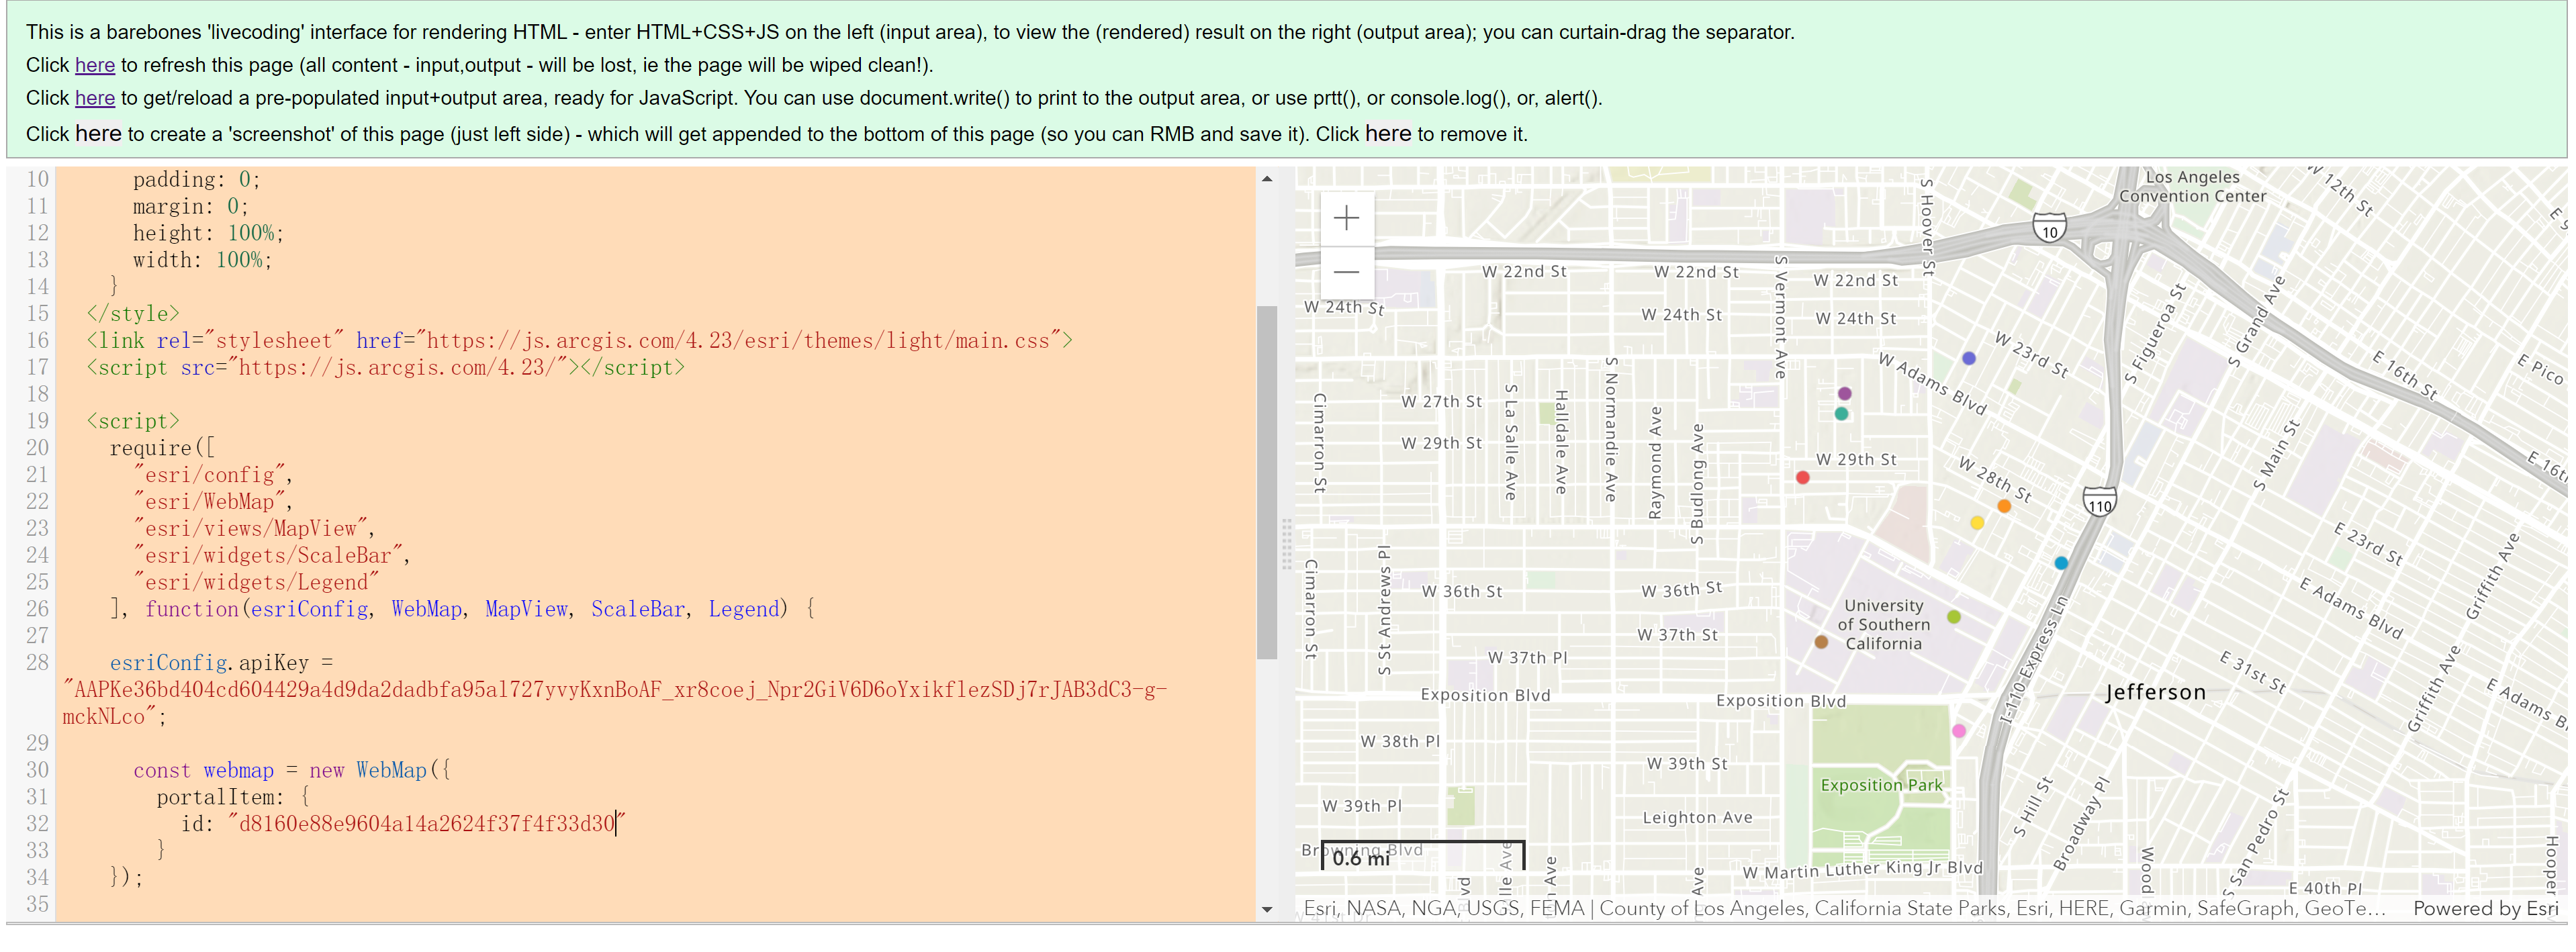 This is a barebones 'livecoding' interface for rendering HTML - enter HTML+CSS+JS on the left (input area), to view the (rendered) result on the right (output area); you can curtain-drag the separator.
Click here to refresh this page (all content - input,output - will be lost, ie the page will be wiped clean!).
Click here to get/reload a pre-populated input+output area, ready for JavaScript. You can use document.write() to print to the output area, or use prtt(), or console.log(), or, alert().
Click here to create a 'screenshot' of this page (just left side) - which will get appended to the bottom of this page (so you can RMB and save it). Click here to remove it.
10 padding: 0;
11 margin: 0;
12 height: 100%;
13 width: 100%;
14 }
15 </style>
16 <link rel="stylesheet" href="https://js.arcgis.com/4.23/esri/themes/light/main.css">
17 <script src="https://js.arcgis.com/4.23/"></script>
18
19 <script>
20 require([
21 "esri/config",
22 "esri/WebMap",
23 "esri/views/MapView",
24 "esri/widgets/ScaleBar",
25 "esri/widgets/Legend"
26 ], function(esriConfig, WebMap, MapView, ScaleBar, Legend) {
27
28 esriConfig.apiKey =
"AAPKe36bd404cd604429a4d9da2dadbfa95al727yvyKxnBoAF_xr8coej_Npr2GiV6D6oYxikflezSDj7rJAB3dC3-g-
mckNLco";
29
30 const webmap = new WebMap({
31 portalItem: {
32 id: "d8160e88e9604a14a2624f37f4f33d30"
33 }
34 });
35
+
−
Los Angeles
Convention Center
W 12th St
S Hoover St
10
W 22nd St
W 22nd St
W 22nd St
S Vermont Ave
W 24th St
W 24th St
W 24th St
S Figueroa St
S Grand Ave
W 23rd St
E 16th St
E Pico
W Adams Blvd
W 27th St
W 29th St
Cimarron St
S La Salle Ave
Halldale Ave
S Normandie Ave
Raymond Ave
S Budlong Ave
W 29th St
W 28th St
S Main St
E 16th
110
E 23rd St
Griffith Ave
E Adams Blvd
Cimarron St
S St Andrews Pl
W 36th St
W 36th St
W 37th St
W 37th Pl
University
of Southern
California
I-110 Express Ln
E 31st St
Griffith Ave
E Adams B
Jefferson
Exposition Blvd
Exposition Blvd
W 38th Pl
W 39th St
W 39th Pl
Exposition Park
Leighton Ave
S Hill St
Broadway Pl
S San Pedro St
Hooper
Woodl
Browning Blvd
0.6 mi
W Martin Luther King Jr Blvd
E 40th Pl
Esri, NASA, NGA, USGS, FEMA | County of Los Angeles, California State Parks, Esri, HERE, Garmin, SafeGraph, GeoTe...
Powered by Esri